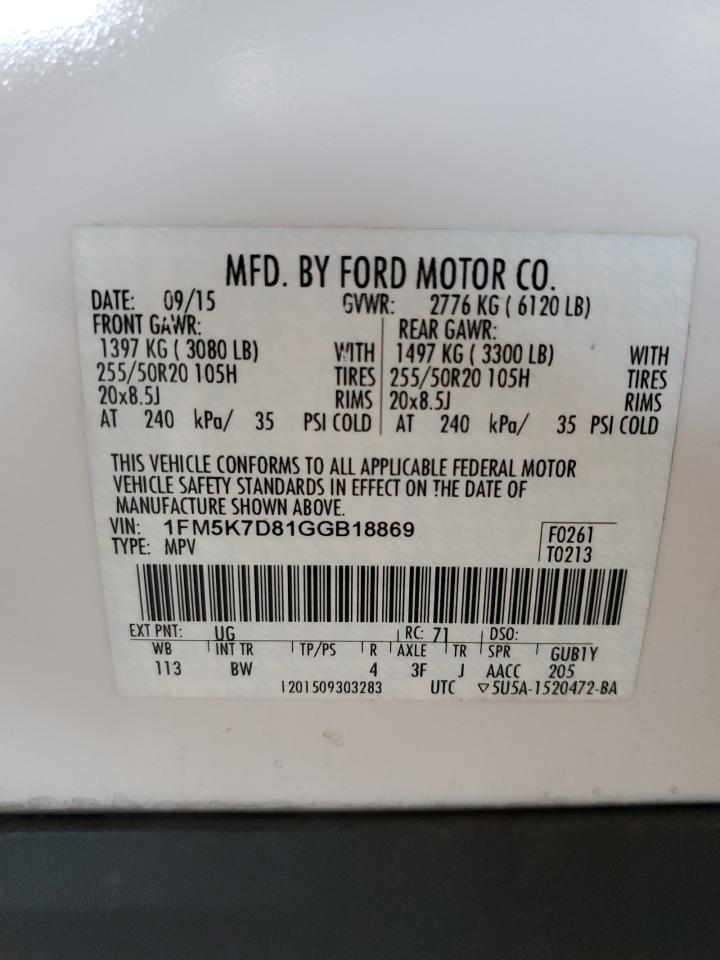 MFD. BY FORD MOTOR CO.
DATE: 09/15 GVWR: 2776 KG ( 6120 LB)
FRONT GAWR: REAR GAWR:
1397 KG ( 3080 LB) WITH 1497 KG ( 3300 LB) WITH
255/50R20 105H TIRES 255/50R20 105H TIRES
20x8.5J RIMS 20x8.5J RIMS
AT 240 kPa/ 35 PSI COLD AT 240 kPa/ 35 PSI COLD
THIS VEHICLE CONFORMS TO ALL APPLICABLE FEDERAL MOTOR
VEHICLE SAFETY STANDARDS IN EFFECT ON THE DATE OF
MANUFACTURE SHOWN ABOVE.
VIN: 1FM5K7D81GGB18869 F0261
TYPE: MPV T0213
EXT PNT: UG RC: 71 DSO:
WB INT TR TP/PS R AXLE TR SPR GUB1Y
113 BW 4 3F J AACC 205
1201509303283 UTC ▽5U5A-1520472-BA